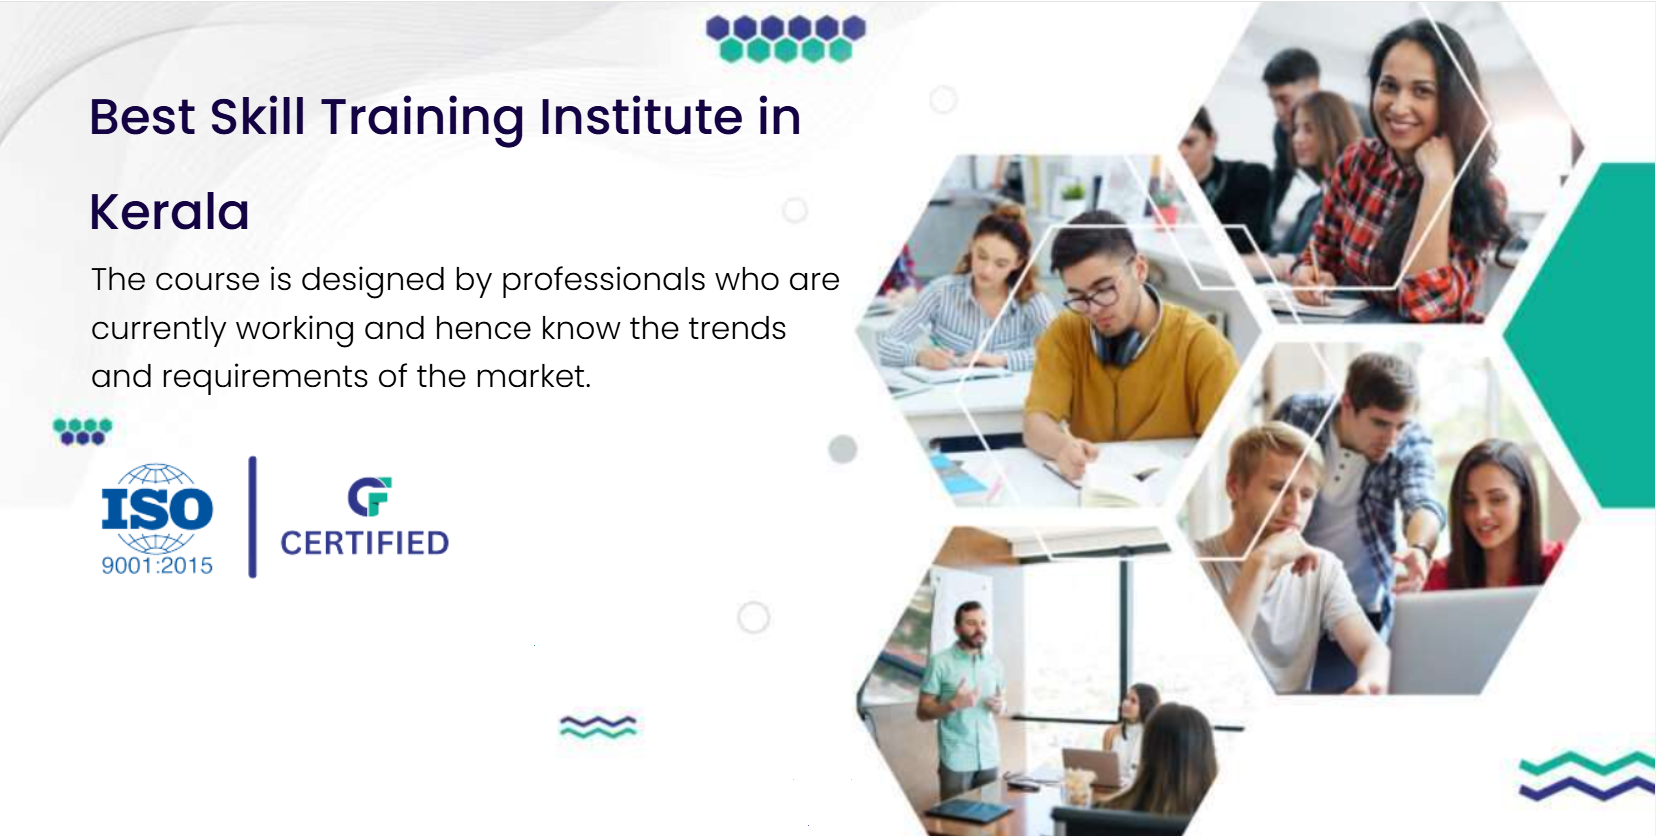 Best Skill Training Institute in
Kerala
The course is designed by professionals who are
currently working and hence know the trends
and requirements of the market.
ISO
9001:2015
GF
CERTIFIED